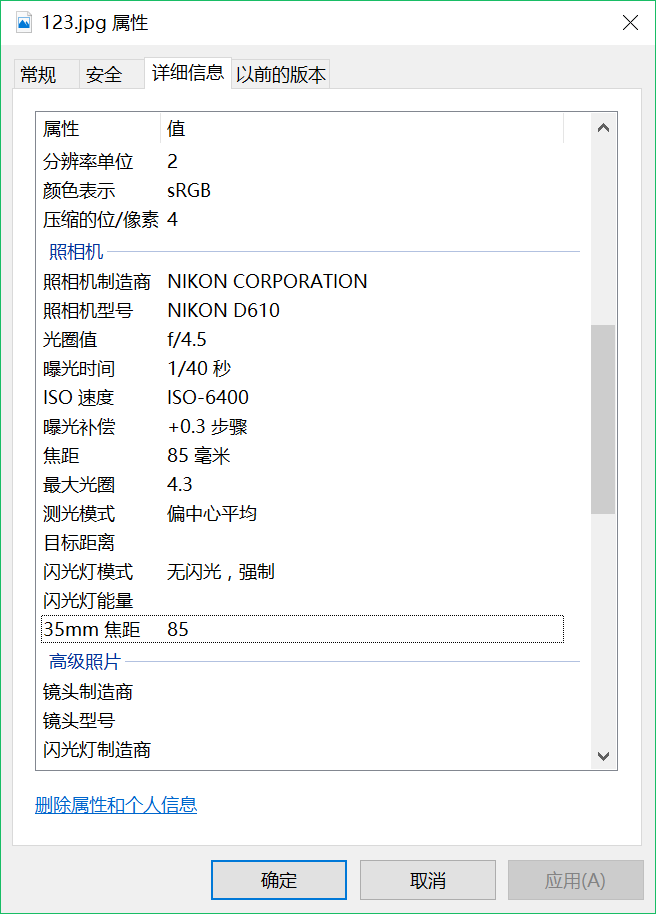 123.jpg 属性
常规 安全 详细信息 以前的版本
属性 值
分辨率单位 2
颜色表示 sRGB
压缩的位/像素 4
照相机
照相机制造商 NIKON CORPORATION
照相机型号 NIKON D610
光圈值 f/4.5
曝光时间 1/40 秒
ISO 速度 ISO-6400
曝光补偿 +0.3 步骤
焦距 85 毫米
最大光圈 4.3
测光模式 偏中心平均
目标距离
闪光灯模式 无闪光，强制
闪光灯能量
35mm 焦距 85
高级照片
镜头制造商
镜头型号
闪光灯制造商
删除属性和个人信息
确定 取消 应用(A)